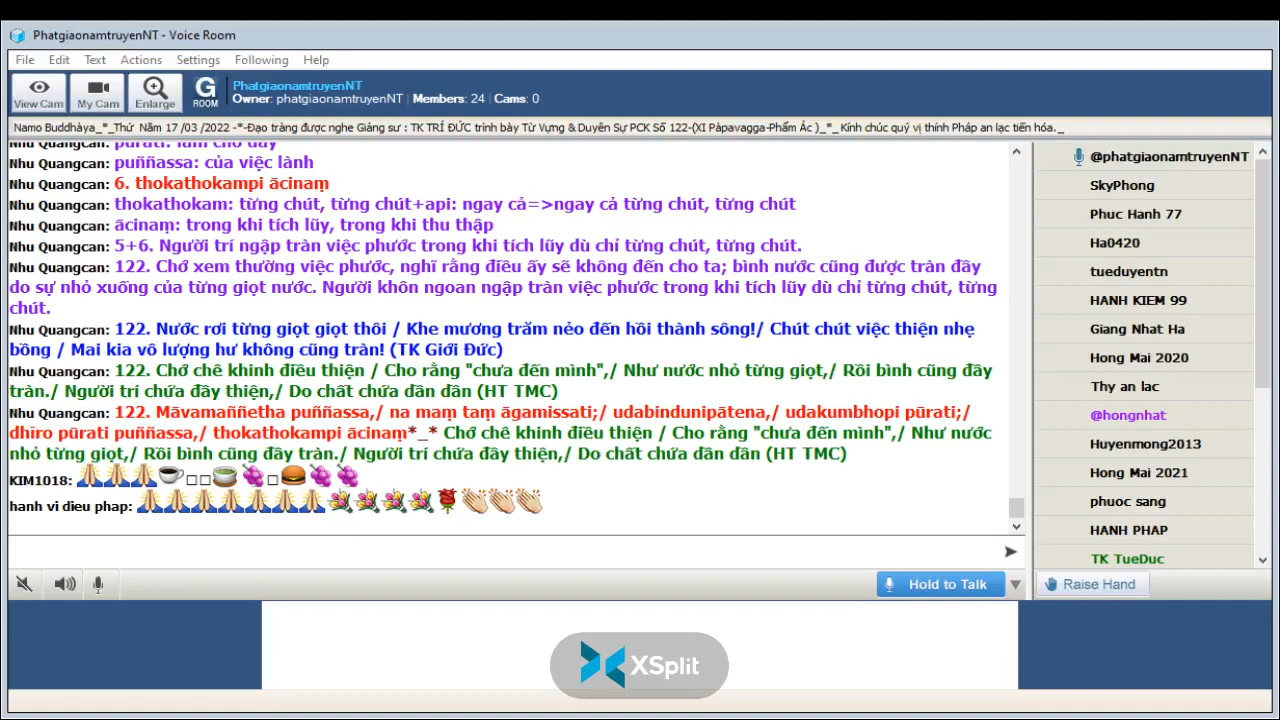 PhatgiaonamtruyenNT - Voice Room
File Edit Text Actions Settings Following Help
View Cam My Cam Enlarge G ROOM
PhatgiaonamtruyenNT
Owner: phatgiaonamtruyenNT | Members: 24 | Cams: 0
Namo Buddhàya_*_Thứ Năm 17 /03 /2022 -*-Đạo tràng được nghe Giảng sư : TK TRÍ ĐỨC trình bày Từ Vựng & Duyên Sự PCK Số 122-(XI Pàpavagga-Phẩm Ác )_*_ Kính chúc quý vị thính Pháp an lạc tiến hóa._
Nhu Quangcan: pūrati: làm cho đầy
Nhu Quangcan: puññassa: của việc lành
Nhu Quangcan: 6. thokathokampi ācinaṃ
Nhu Quangcan: thokathokam: từng chút, từng chút+api: ngay cả=>ngay cả từng chút, từng chút
Nhu Quangcan: ācinaṃ: trong khi tích lũy, trong khi thu thập
Nhu Quangcan: 5+6. Người trí ngập tràn việc phước trong khi tích lũy dù chỉ từng chút, từng chút.
Nhu Quangcan: 122. Chớ xem thường việc phước, nghĩ rằng điều ấy sẽ không đến cho ta; bình nước cũng được tràn đầy
do sự nhỏ xuống của từng giọt nước. Người khôn ngoan ngập tràn việc phước trong khi tích lũy dù chỉ từng chút, từng
chút.
Nhu Quangcan: 122. Nước rơi từng giọt giọt thôi / Khe mương trăm nẻo đến hồi thành sông!/ Chút chút việc thiện nhẹ
bồng / Mai kia vô lượng hư không cũng tràn! (TK Giới Đức)
Nhu Quangcan: 122. Chớ chê khinh điều thiện / Cho rằng "chưa đến mình",/ Như nước nhỏ từng giọt,/ Rồi bình cũng đầy
tràn./ Người trí chứa đầy thiện,/ Do chất chứa dần dần (HT TMC)
Nhu Quangcan: 122. Māvamaññetha puññassa,/ na maṃ taṃ āgamissati;/ udabindunipātena,/ udakumbhopi pūrati;/
dhīro pūrati puññassa,/ thokathokampi ācinaṃ*_* Chớ chê khinh điều thiện / Cho rằng "chưa đến mình",/ Như nước
nhỏ từng giọt,/ Rồi bình cũng đầy tràn./ Người trí chứa đầy thiện,/ Do chất chứa dần dần (HT TMC)
KIM1018:
hanh vi dieu phap:
@phatgiaonamtruyenNT
SkyPhong
Phuc Hanh 77
Ha0420
tueduyentn
HANH KIEM 99
Giang Nhat Ha
Hong Mai 2020
Thy an lac
@hongnhat
Huyenmong2013
Hong Mai 2021
phuoc sang
HANH PHAP
TK TueDuc
Hold to Talk
Raise Hand
XSplit